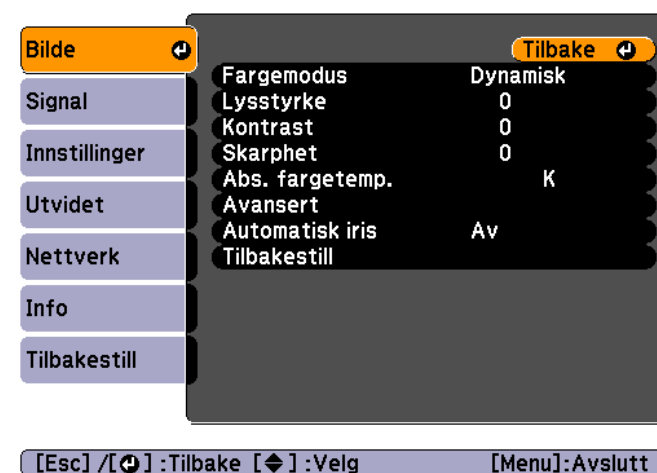 Bilde
Signal
Innstillinger
Utvidet
Nettverk
Info
Tilbakestill
Tilbake
Fargemodus Dynamisk
Lysstyrke 0
Kontrast 0
Skarphet 0
Abs. fargetemp. K
Avansert
Automatisk iris Av
Tilbakestill
[Esc] /[⏎] :Tilbake [◆] :Velg [Menu]:Avslutt